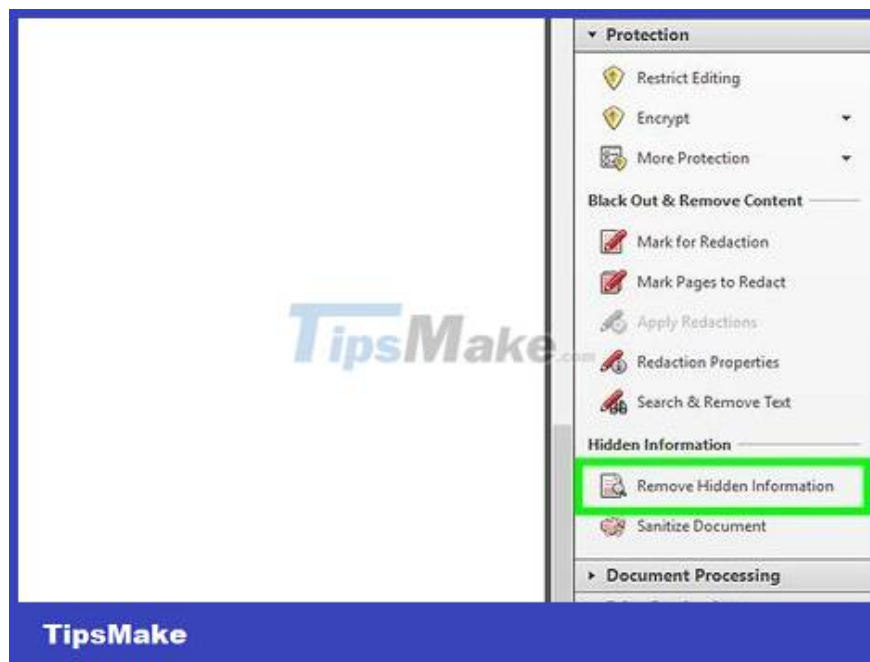 Protection
Restrict Editing
Encrypt
More Protection
Black Out & Remove Content
Mark for Redaction
Mark Pages to Redact
Apply Redactions
TipsMake.com
Redaction Properties
Search & Remove Text
Hidden Information
Remove Hidden Information
Sanitize Document
Document Processing
TipsMake